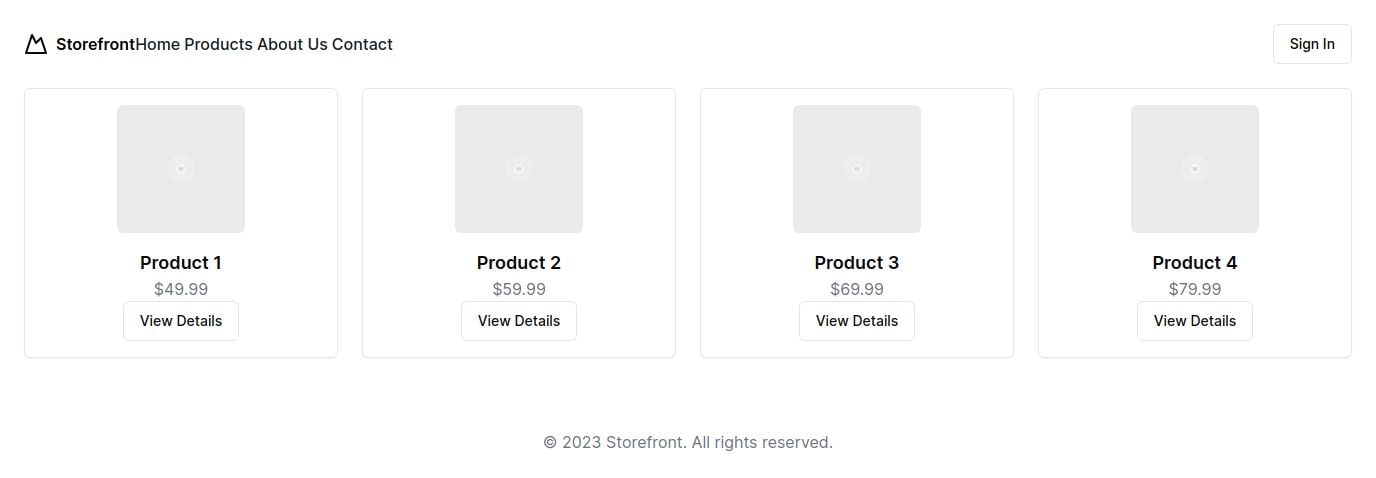 StorefrontHome Products About Us Contact
Sign In
Product 1
$49.99
View Details
Product 2
$59.99
View Details
Product 3
$69.99
View Details
Product 4
$79.99
View Details
© 2023 Storefront. All rights reserved.